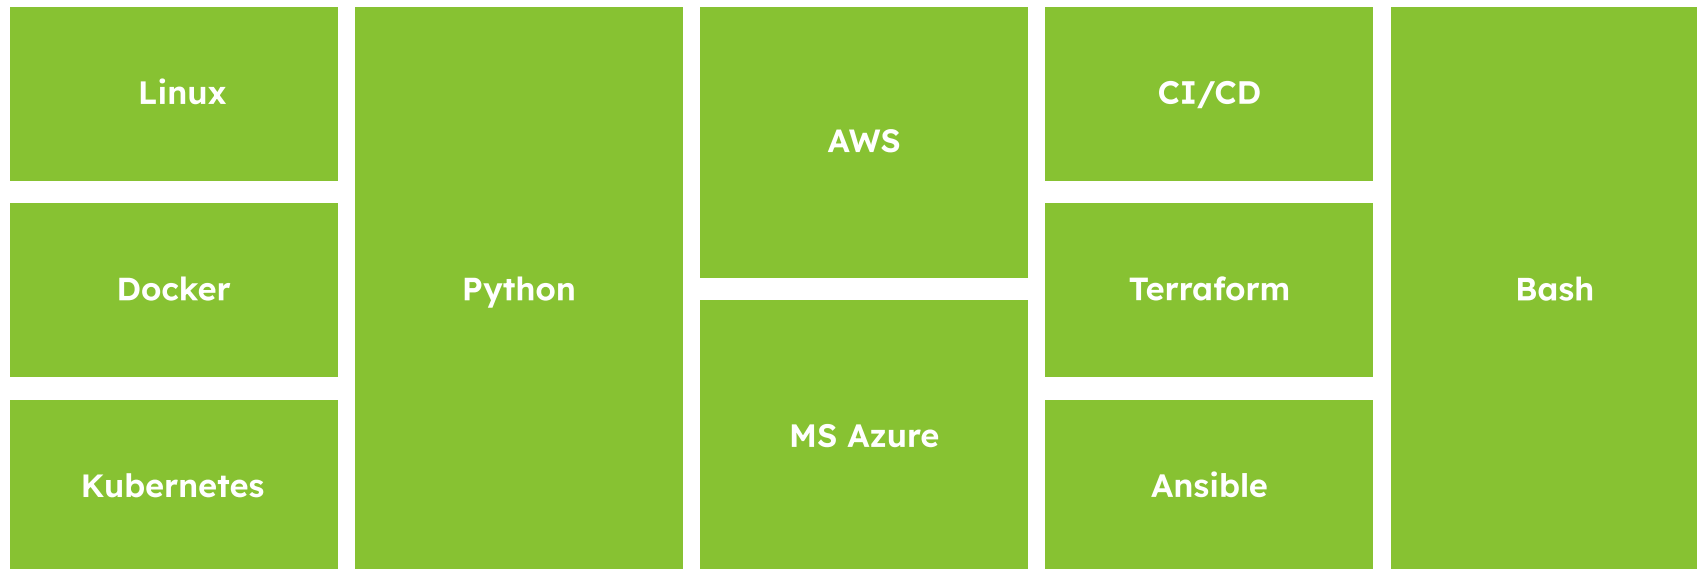 Linux
Docker
Kubernetes
Python
AWS
MS Azure
CI/CD
Terraform
Ansible
Bash